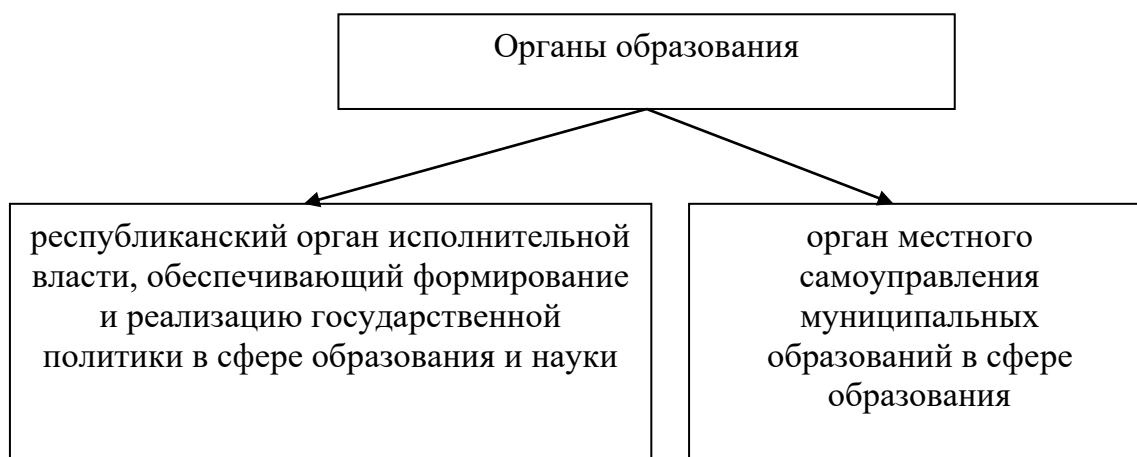 Органы образования
республиканский орган исполнительной
власти, обеспечивающий формирование
и реализацию государственной
политики в сфере образования и науки
орган местного
самоуправления
муниципальных
образований в сфере
образования